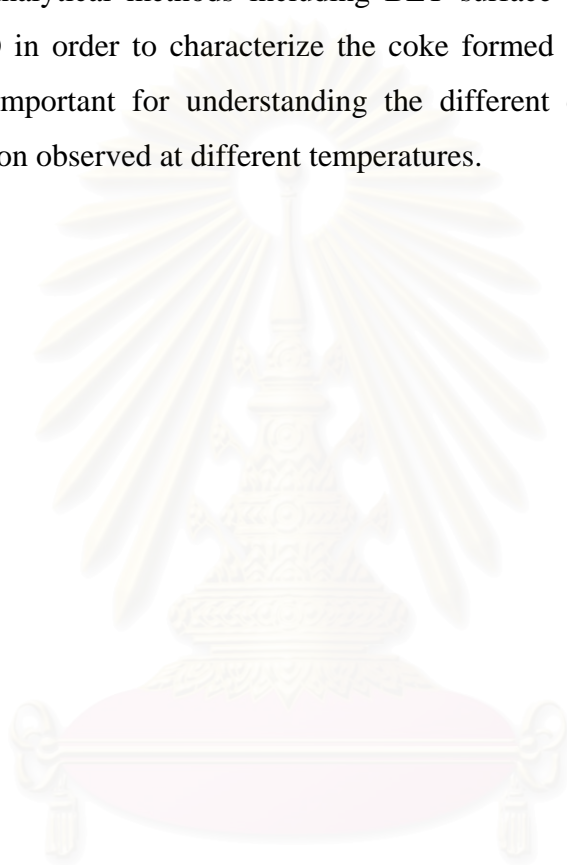 analytical methods including BET surface
in order to characterize the coke formed
mportant for understanding the different
on observed at different temperatures.